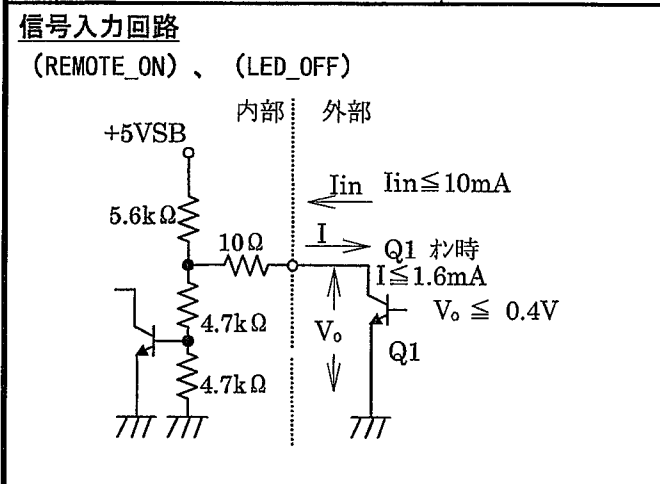 信号入力回路
(REMOTE_ON)、(LED_OFF)
内部 外部
+5VSB
Iin Iin≦10mA
5.6kΩ
10Ω
I
Q1 オン時
I≦1.6mA
4.7kΩ
Vo
Vo ≦ 0.4V
Q1
4.7kΩ